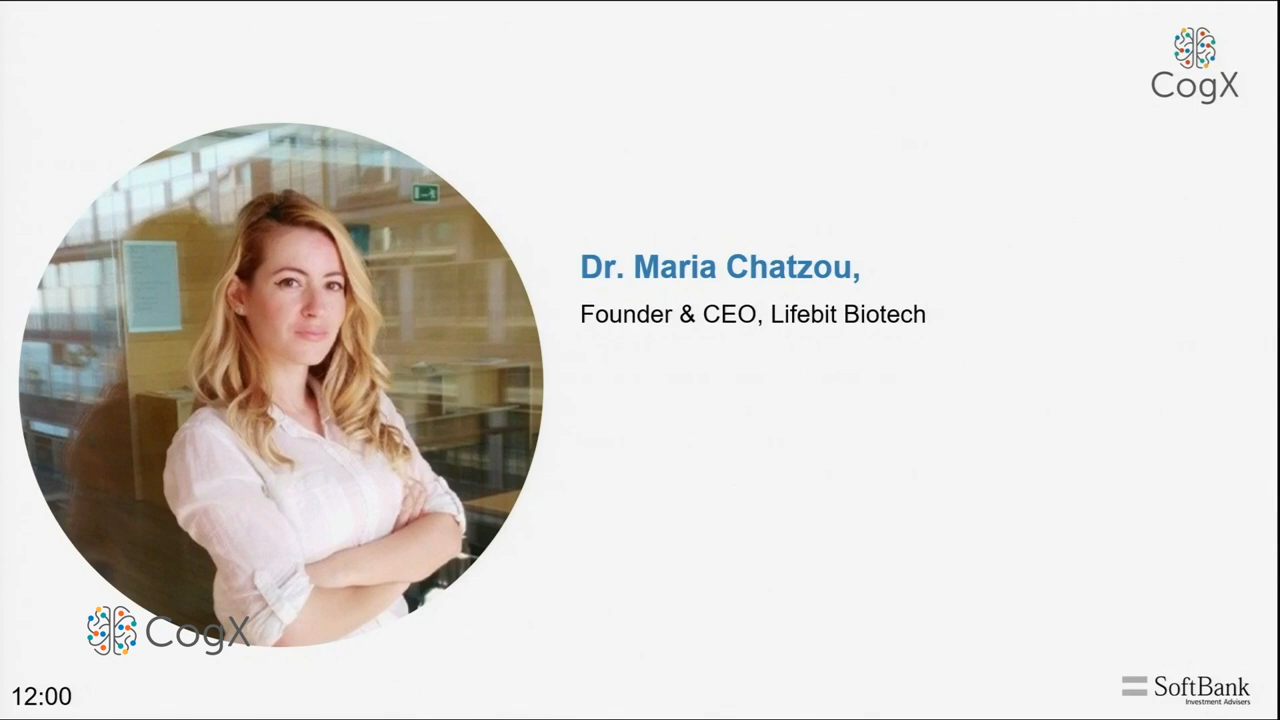 CogX
Dr. Maria Chatzou,
Founder & CEO, Lifebit Biotech
CogX
12:00
SoftBank
Investment Advisers